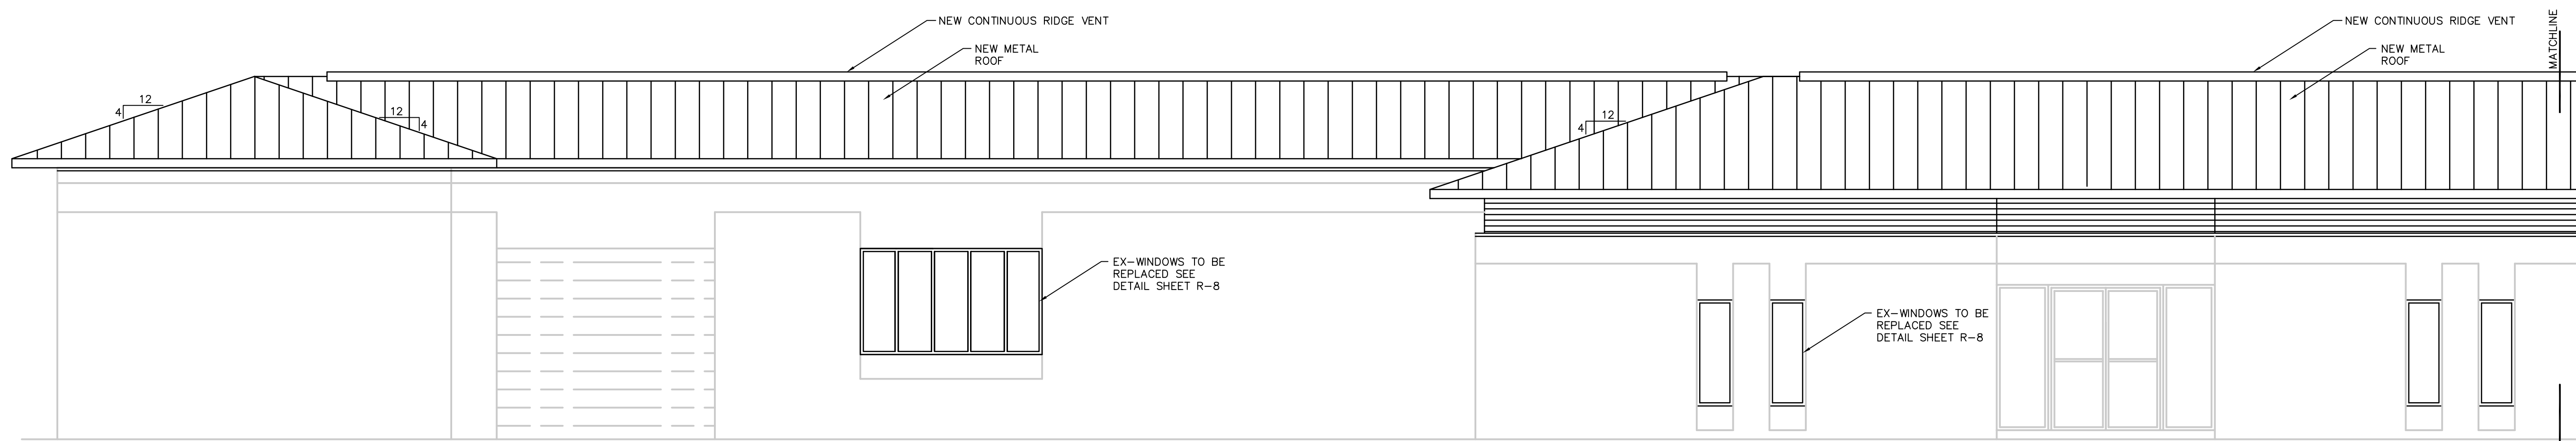 NEW CONTINUOUS RIDGE VENT
NEW METAL
ROOF
12
4
12
4
EX-WINDOWS TO BE
REPLACED SEE
DETAIL SHEET R-8
12
4
NEW CONTINUOUS RIDGE VENT
NEW METAL
ROOF
EX-WINDOWS TO BE
REPLACED SEE
DETAIL SHEET R-8
MATCHLINE